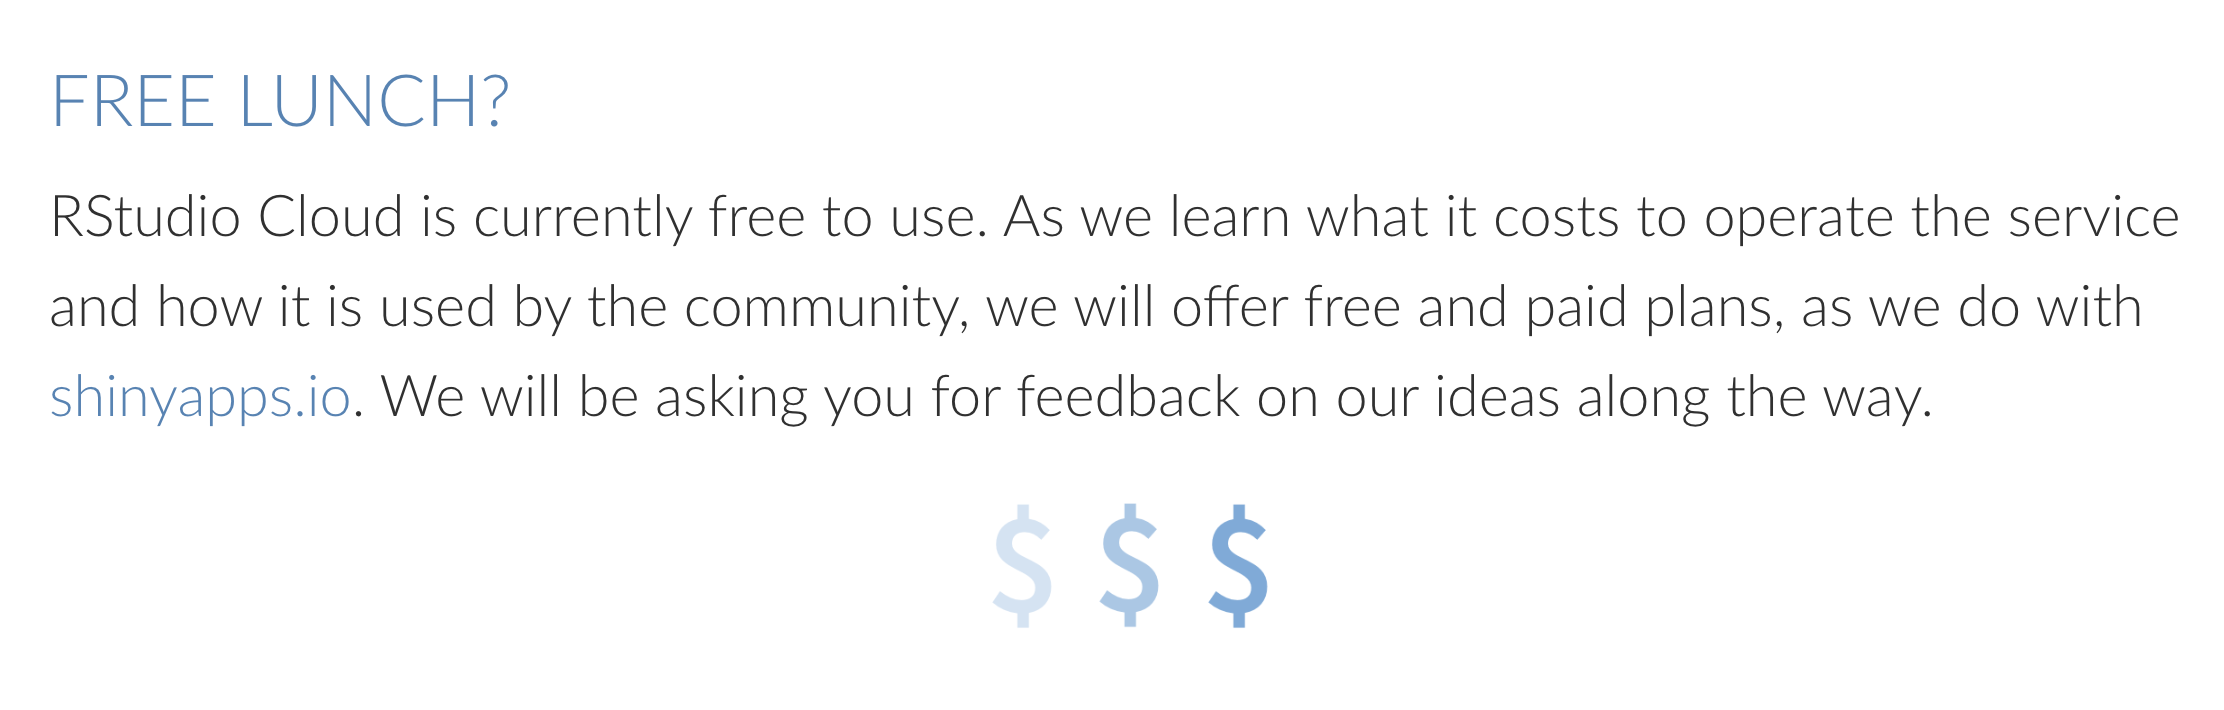 FREE LUNCH?
RStudio Cloud is currently free to use. As we learn what it costs to operate the service
and how it is used by the community, we will offer free and paid plans, as we do with
shinyapps.io. We will be asking you for feedback on our ideas along the way.
$ $ $